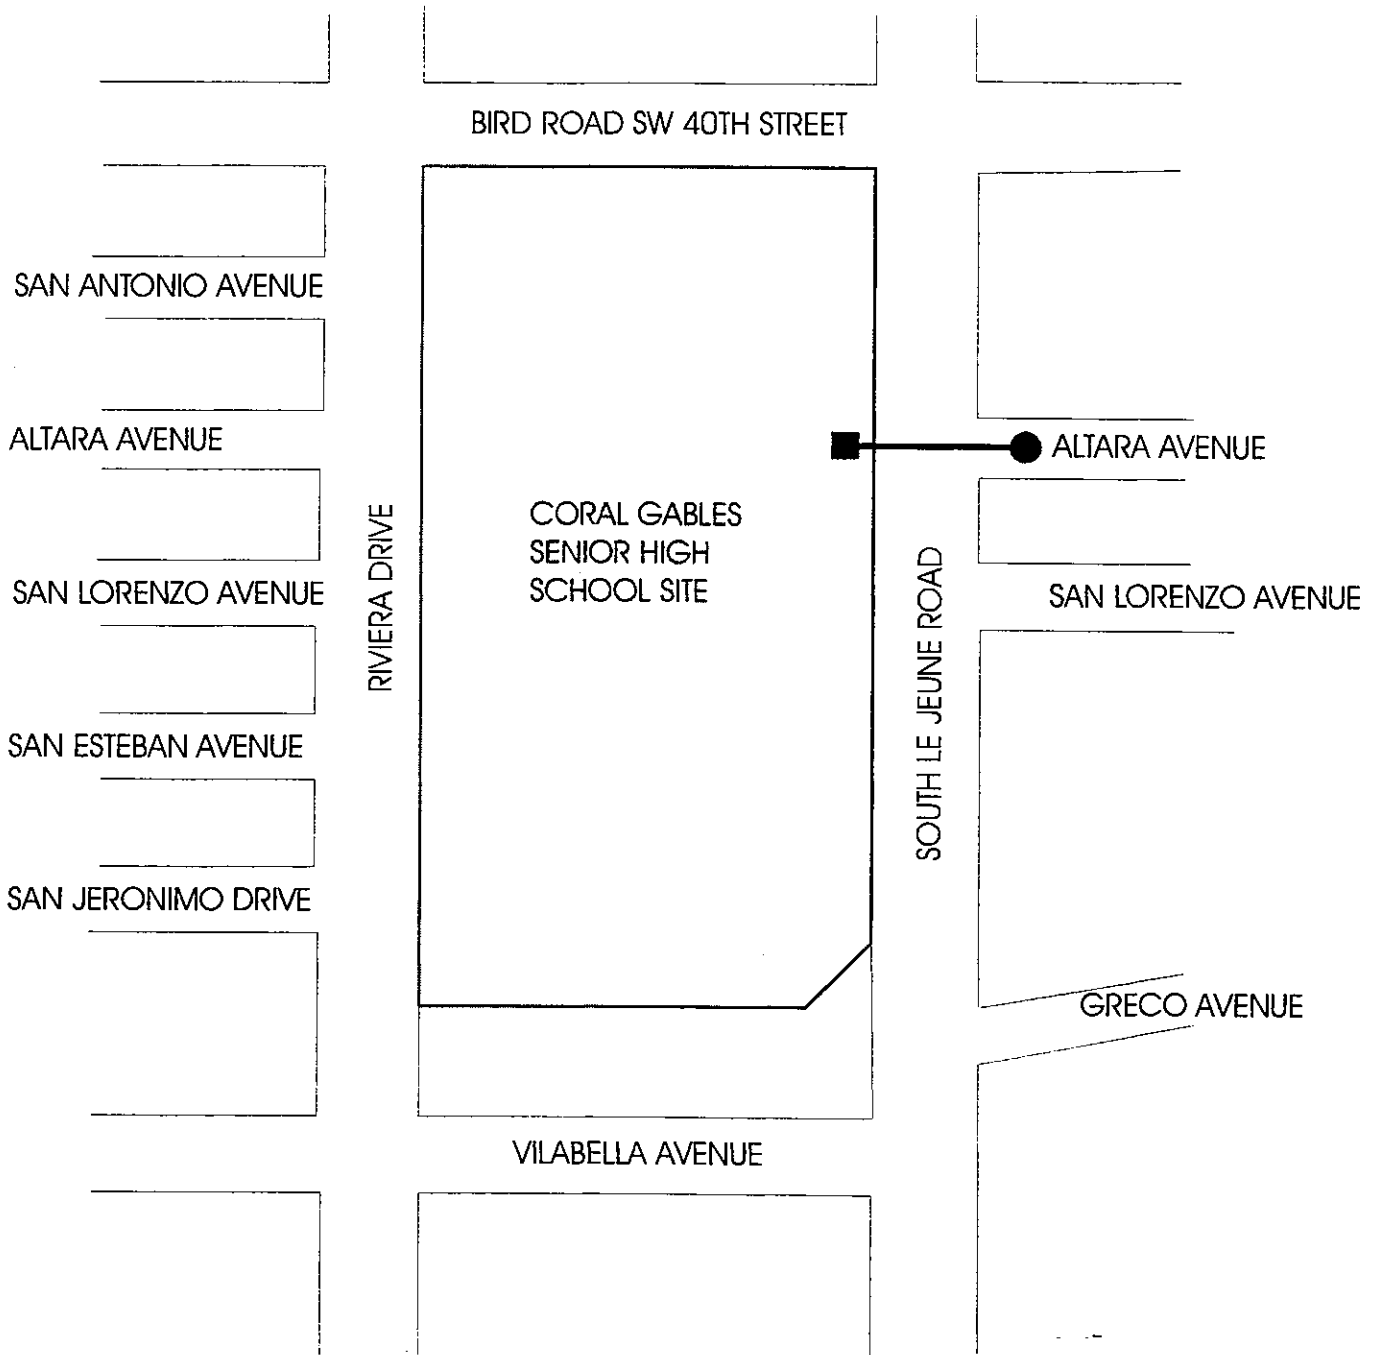 BIRD ROAD SW 40TH STREET
SAN ANTONIO AVENUE
ALTARA AVENUE
ALTARA AVENUE
CORAL GABLES
SENIOR HIGH
SCHOOL SITE
RIVIERA DRIVE
SOUTH LE JEUNE ROAD
SAN LORENZO AVENUE
SAN LORENZO AVENUE
SAN ESTEBAN AVENUE
SAN JERONIMO DRIVE
GRECO AVENUE
VILABELLA AVENUE